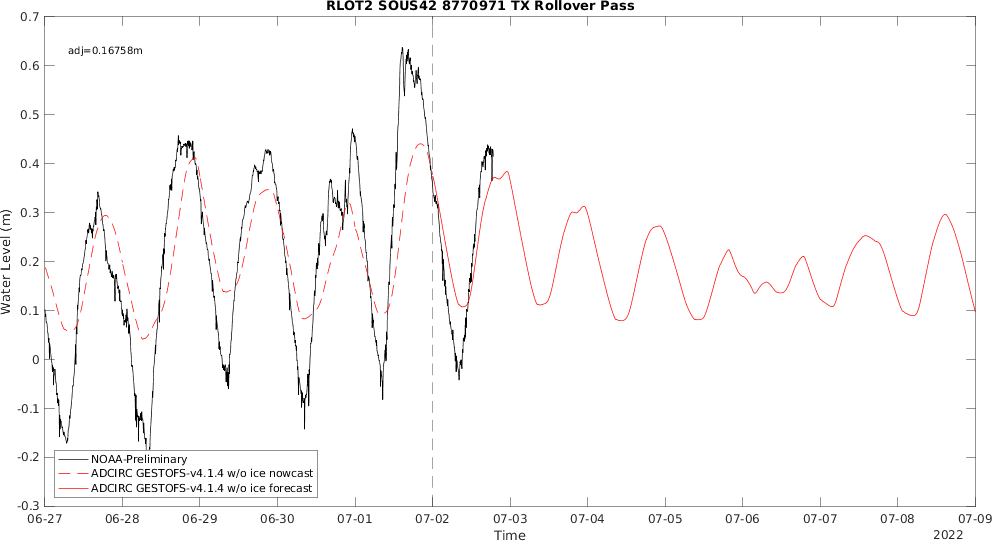 RLOT2 SOUS42 8770971 TX Rollover Pass
adj=0.16758m
Water Level (m)
0.7
0.6
0.5
0.4
0.3
0.2
0.1
0
-0.1
-0.2
-0.3
NOAA-Preliminary
ADCIRC GESTOFS-v4.1.4 w/o ice nowcast
ADCIRC GESTOFS-v4.1.4 w/o ice forecast
06-27 06-28 06-29 06-30 07-01 07-02 07-03 07-04 07-05 07-06 07-07 07-08 07-09
Time
2022